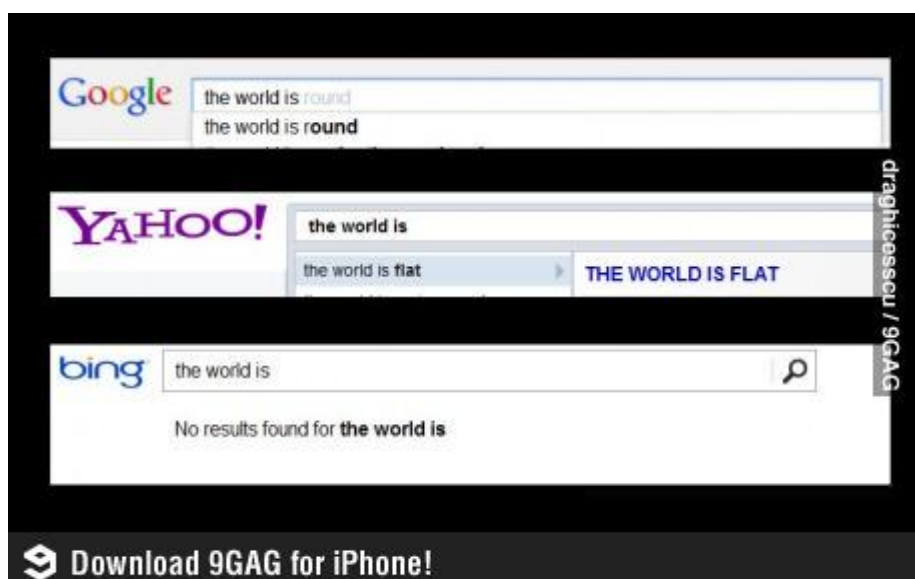 Google
the world is round
the world is round
YAHOO!
the world is
the world is flat
THE WORLD IS FLAT
bing
the world is
No results found for the world is
draghicesscu / 9GAG
Download 9GAG for iPhone!